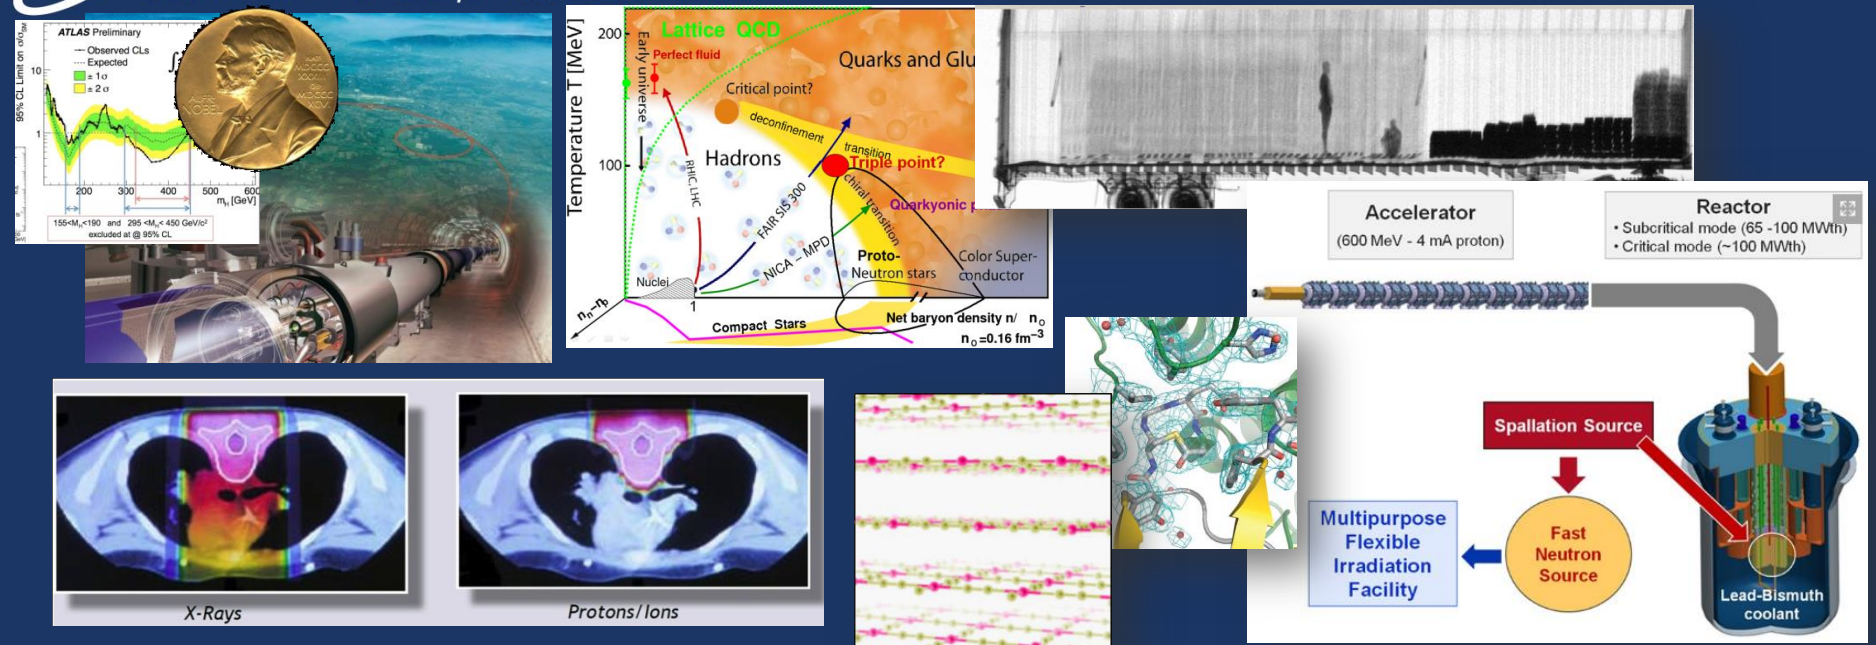 ATLAS Preliminary
Observed CLs
Expected
± 1σ
± 2 σ
95% CL Limit on σ/σSM
10
1
200
300
400
500
600
mH [GeV]
155<MH<190 and 295 <MH< 450 GeV/c²
excluded at @ 95% CL
ALFR.
NOBEL
Temperature T [MeV]
200
100
Early universe
Lattice QCD
Perfect fluid
Quarks and Glu
Critical point?
deconfinement
transition
Hadrons
Triple point?
RHIC, LHC
FAIR SIS 300
chiral transition
Quarkyonic p
NICA – MPD
Proto-
Neutron stars
Color Super-
conductor
Nuclei
1
nn–np
Compact Stars
Net baryon density n/ n₀
n₀=0.16 fm⁻³
Accelerator
(600 MeV - 4 mA proton)
Reactor
• Subcritical mode (65 -100 MWth)
• Critical mode (~100 MWth)
Spallation Source
Fast
Neutron
Source
Multipurpose
Flexible
Irradiation
Facility
Lead-Bismuth
coolant
X-Rays
Protons/Ions